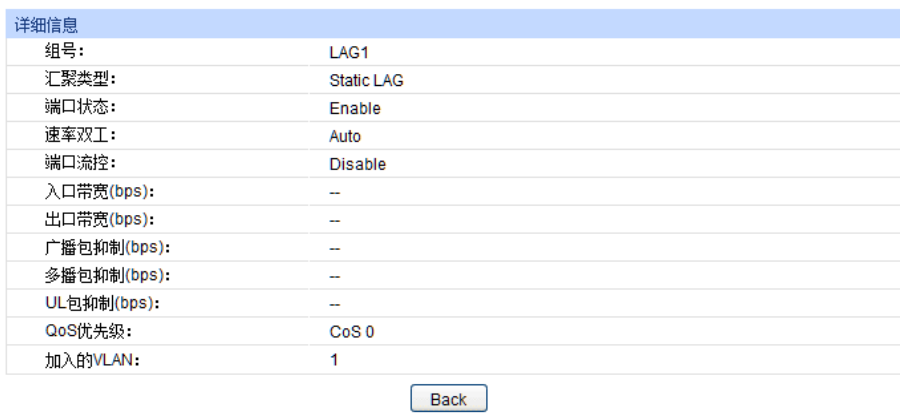 详细信息
组号： LAG1
汇聚类型： Static LAG
端口状态： Enable
速率双工： Auto
端口流控： Disable
入口带宽(bps)： --
出口带宽(bps)： --
广播包抑制(bps)： --
多播包抑制(bps)： --
UL包抑制(bps)： --
QoS优先级： CoS 0
加入的VLAN： 1
Back